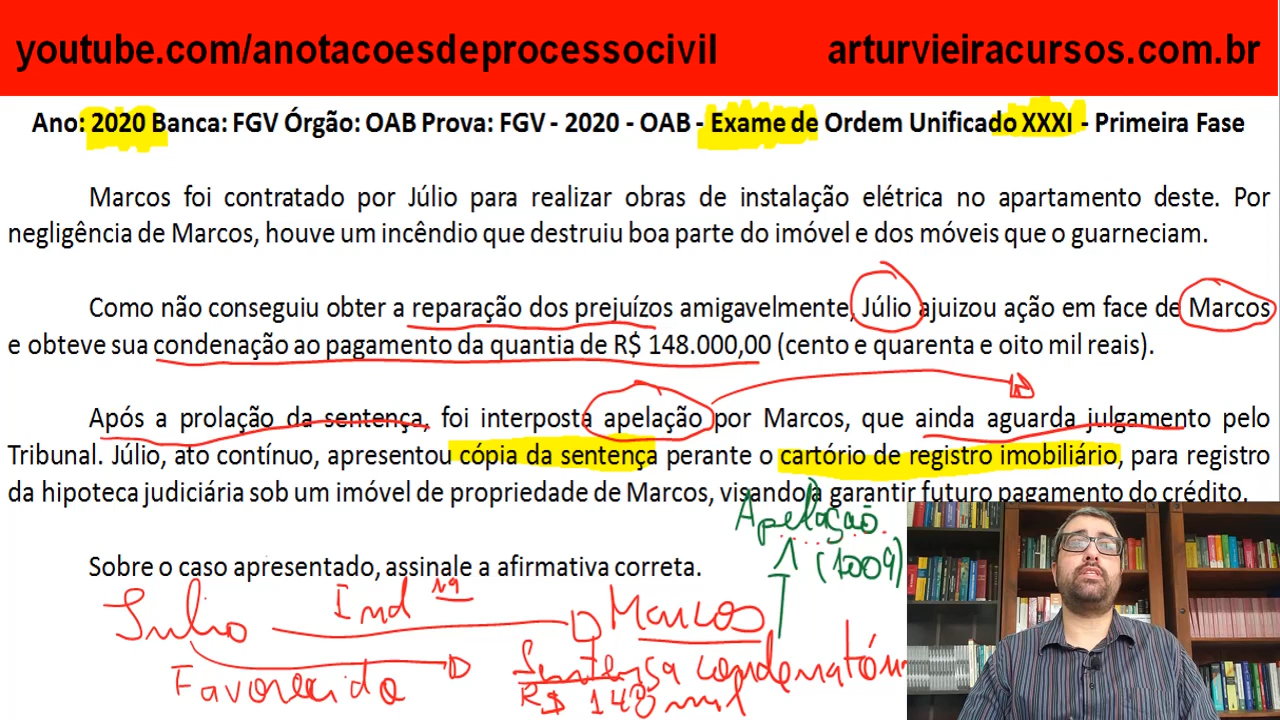 youtube.com/anotacoesdeprocessocivil arturvieiracursos.com.br
Ano: 2020 Banca: FGV Órgão: OAB Prova: FGV - 2020 - OAB - Exame de Ordem Unificado XXXI - Primeira Fase
Marcos foi contratado por Júlio para realizar obras de instalação elétrica no apartamento deste. Por
negligência de Marcos, houve um incêndio que destruiu boa parte do imóvel e dos móveis que o guarneciam.
Como não conseguiu obter a reparação dos prejuízos amigavelmente, Júlio ajuizou ação em face de Marcos
e obteve sua condenação ao pagamento da quantia de R$ 148.000,00 (cento e quarenta e oito mil reais).
Após a prolação da sentença, foi interposta apelação por Marcos, que ainda aguarda julgamento pelo
Tribunal. Júlio, ato contínuo, apresentou cópia da sentença perante o cartório de registro imobiliário, para registro
da hipoteca judiciária sob um imóvel de propriedade de Marcos, visando a garantir futuro pagamento do crédito.
Apelação
(1009)
Sobre o caso apresentado, assinale a afirmativa correta.
Ind
Júlio Marcos
Favorecido Sentença condenatóri
R$ 148 mil